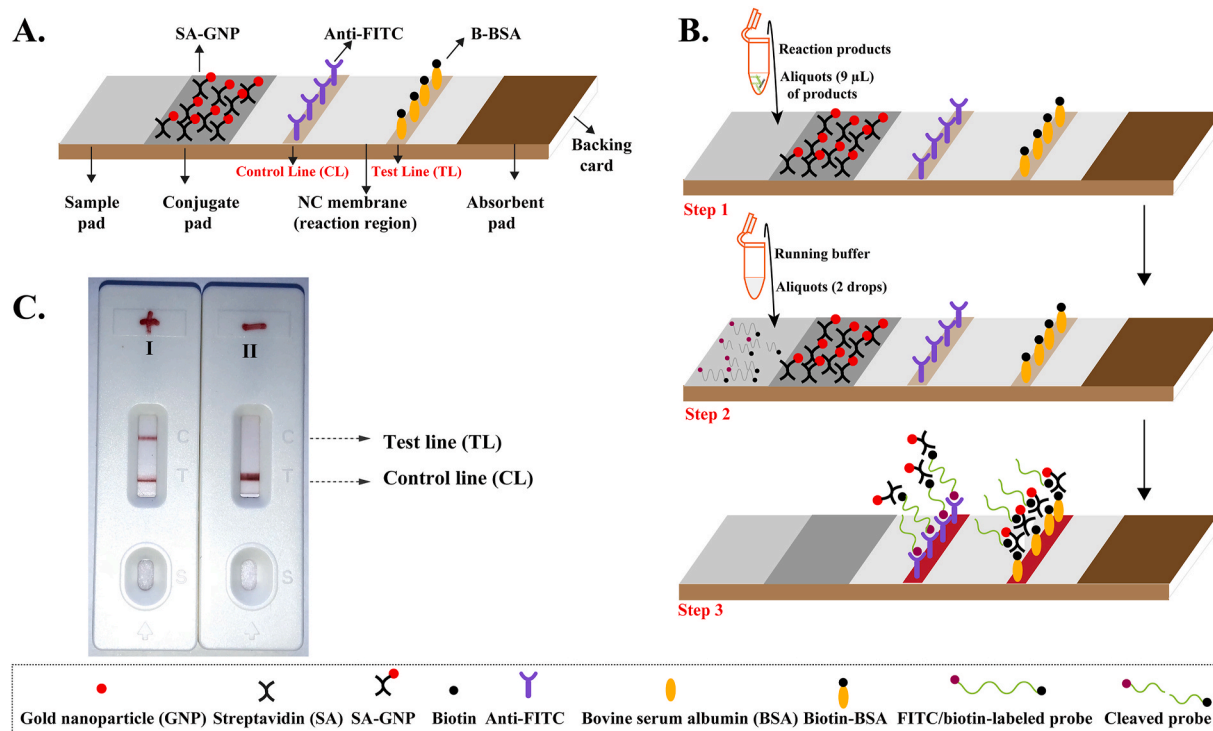 A.
SA-GNP
Anti-FITC
B-BSA
Control Line (CL)
Test Line (TL)
Backing
card
Sample
pad
Conjugate
pad
NC membrane
(reaction region)
Absorbent
pad
B.
Reaction products
Aliquots (9 µL)
of products
Step 1
Running buffer
Aliquots (2 drops)
Step 2
Step 3
C.
+
-
I
II
C
T
S
C
T
S
Test line (TL)
Control line (CL)
Gold nanoparticle (GNP)
Streptavidin (SA)
SA-GNP
Biotin
Anti-FITC
Bovine serum albumin (BSA)
Biotin-BSA
FITC/biotin-labeled probe
Cleaved probe